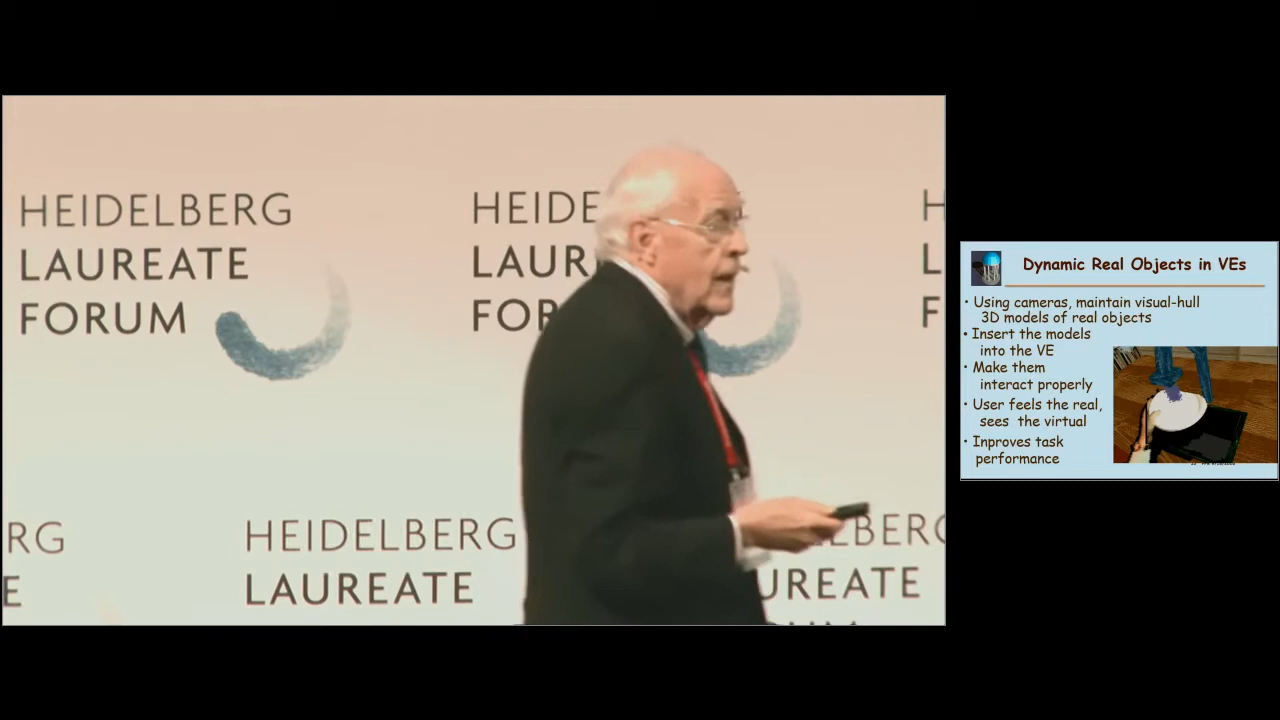 HEIDELBERG
LAUREATE
FORUM
HEIDE
LAUR
FOR
H
L
F
RG
E
HEIDELBERG
LAUREATE
ELBERG
UREATE
Dynamic Real Objects in VEs
• Using cameras, maintain visual-hull
3D models of real objects
• Insert the models
into the VE
• Make them
interact properly
• User feels the real,
sees the virtual
• Inproves task
performance